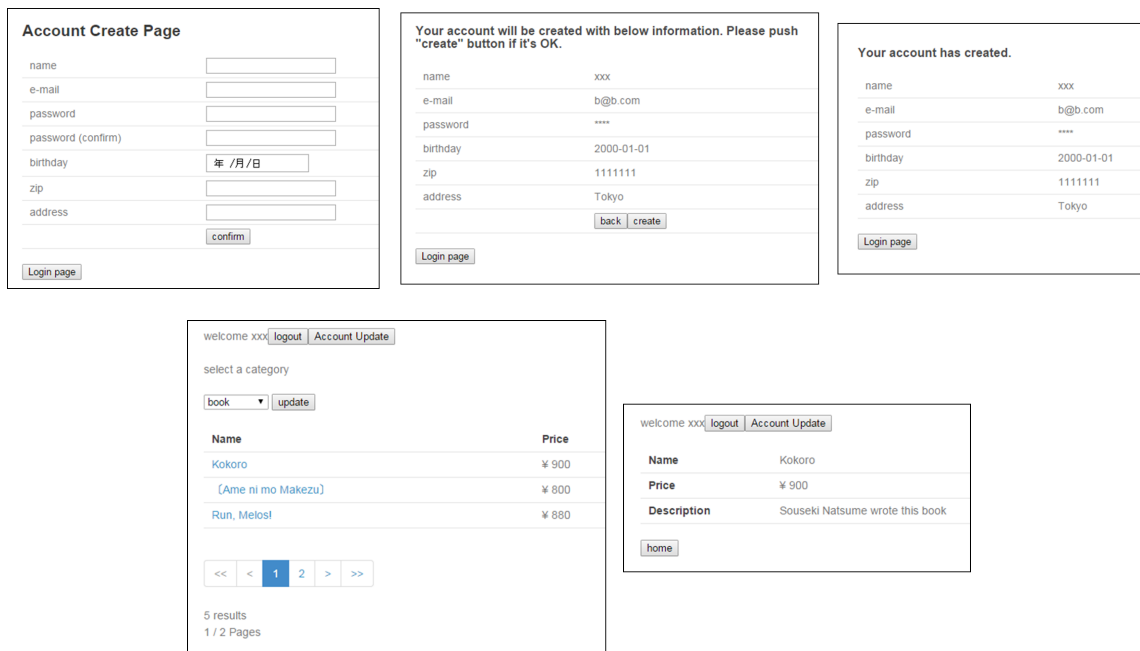 Account Create Page
name
e-mail
password
password (confirm)
birthday 年 /月/日
zip
address
confirm
Login page
Your account will be created with below information. Please push
"create" button if it's OK.
name xxx
e-mail b@b.com
password ****
birthday 2000-01-01
zip 1111111
address Tokyo
back create
Login page
Your account has created.
name xxx
e-mail b@b.com
password ****
birthday 2000-01-01
zip 1111111
address Tokyo
Login page
welcome xxx logout Account Update
select a category
book update
Name Price
Kokoro ¥ 900
〔Ame ni mo Makezu〕 ¥ 800
Run, Melos! ¥ 880
<< < 1 2 > >>
5 results
1 / 2 Pages
welcome xxx logout Account Update
Name Kokoro
Price ¥ 900
Description Souseki Natsume wrote this book
home